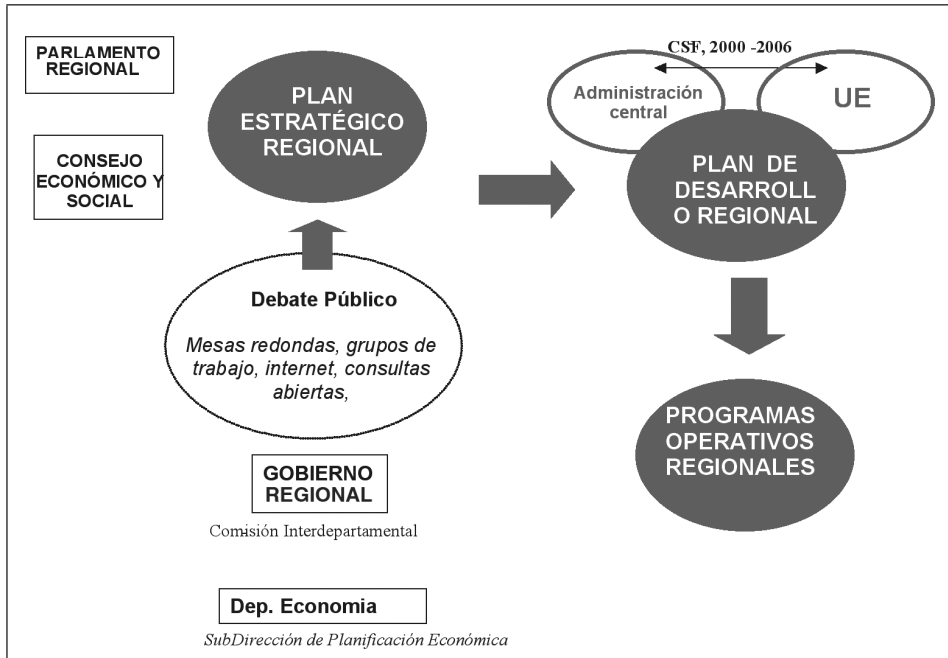 PARLAMENTO
REGIONAL
CONSEJO
ECONÓMICO Y
SOCIAL
PLAN
ESTRATÉGICO
REGIONAL
Debate Público
Mesas redondas, grupos de
trabajo, internet, consultas
abiertas,
GOBIERNO
REGIONAL
Comisión Interdepartamental
Dep. Economia
SubDirección de Planificación Económica
CSF, 2000 -2006
Administración
central
UE
PLAN DE
DESARROLL
O REGIONAL
PROGRAMAS
OPERATIVOS
REGIONALES